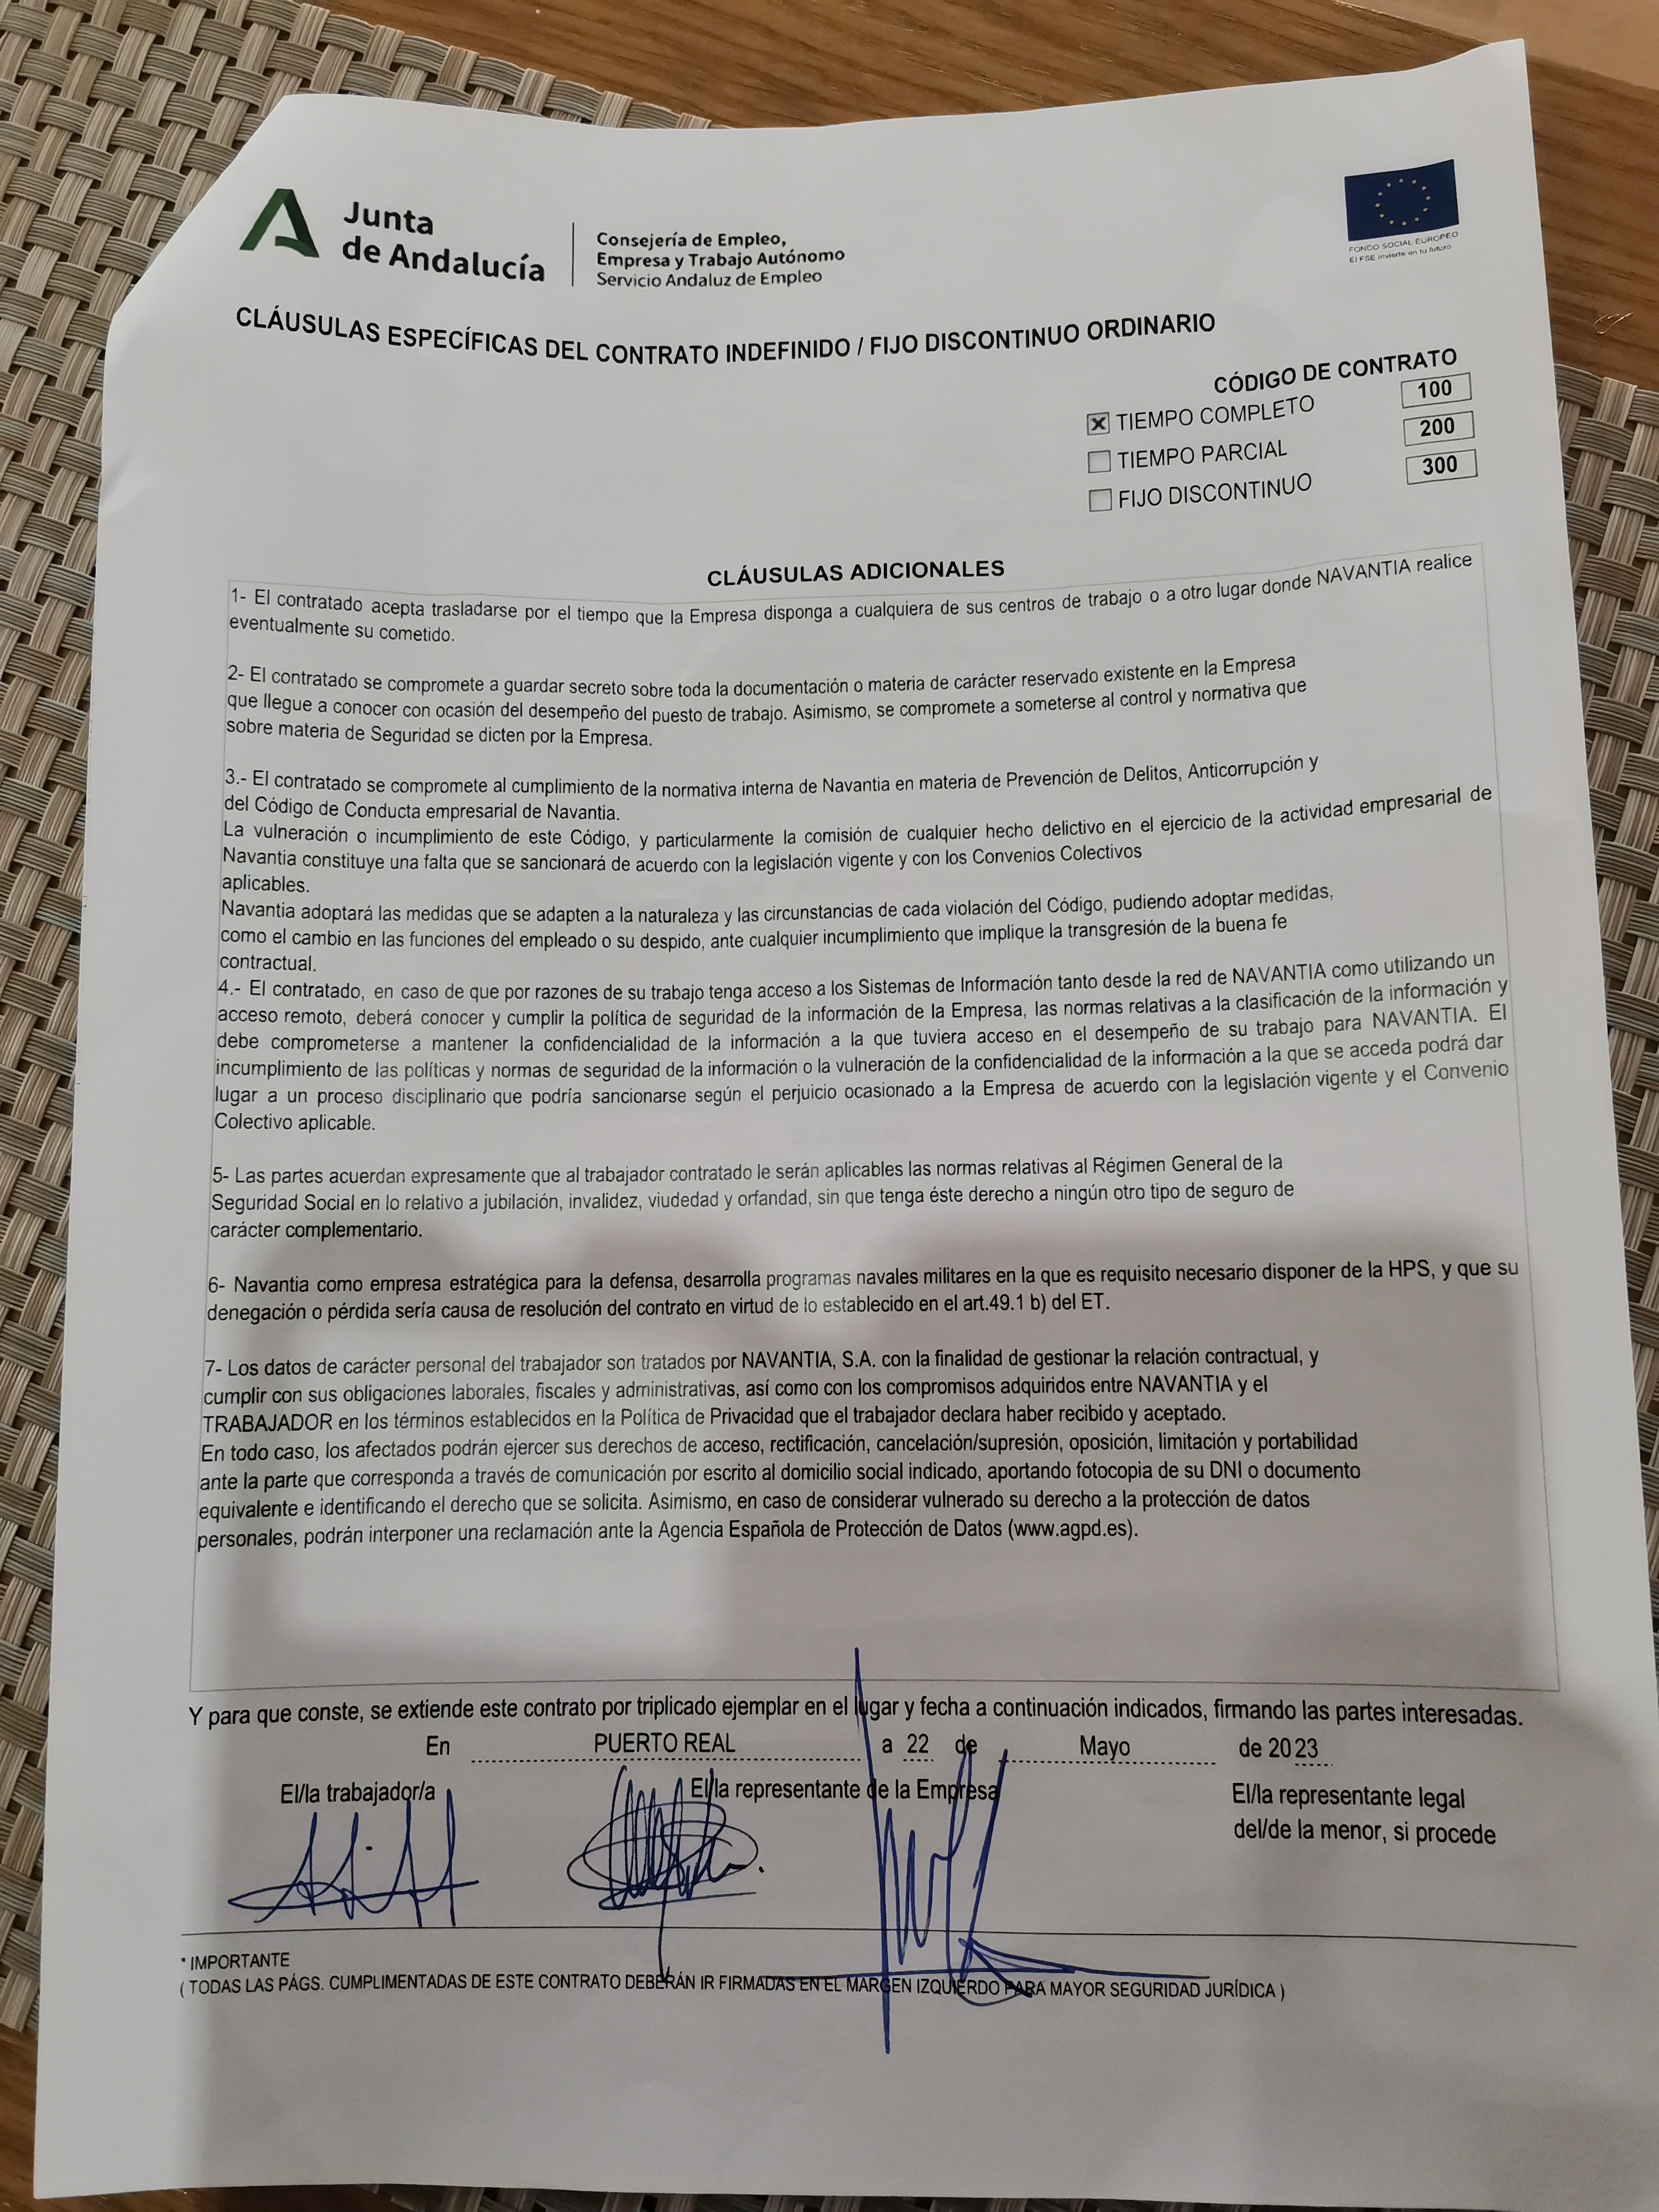 Junta
de Andalucía
Consejería de Empleo,
Empresa y Trabajo Autónomo
Servicio Andaluz de Empleo
FONDO SOCIAL EUROPEO
El FSE invierte en tu futuro
CLÁUSULAS ESPECÍFICAS DEL CONTRATO INDEFINIDO / FIJO DISCONTINUO ORDINARIO
CÓDIGO DE CONTRATO
TIEMPO COMPLETO 100
TIEMPO PARCIAL 200
FIJO DISCONTINUO 300
CLÁUSULAS ADICIONALES
1- El contratado acepta trasladarse por el tiempo que la Empresa disponga a cualquiera de sus centros de trabajo o a otro lugar donde NAVANTIA realice
eventualmente su cometido.
2- El contratado se compromete a guardar secreto sobre toda la documentación o materia de carácter reservado existente en la Empresa
que llegue a conocer con ocasión del desempeño del puesto de trabajo. Asimismo, se compromete a someterse al control y normativa que
sobre materia de Seguridad se dicten por la Empresa.
3.- El contratado se compromete al cumplimiento de la normativa interna de Navantia en materia de Prevención de Delitos, Anticorrupción y
del Código de Conducta empresarial de Navantia.
La vulneración o incumplimiento de este Código, y particularmente la comisión de cualquier hecho delictivo en el ejercicio de la actividad empresarial de
Navantia constituye una falta que se sancionará de acuerdo con la legislación vigente y con los Convenios Colectivos
aplicables.
Navantia adoptará las medidas que se adapten a la naturaleza y las circunstancias de cada violación del Código, pudiendo adoptar medidas,
como el cambio en las funciones del empleado o su despido, ante cualquier incumplimiento que implique la transgresión de la buena fe
contractual.
4.- El contratado, en caso de que por razones de su trabajo tenga acceso a los Sistemas de Información tanto desde la red de NAVANTIA como utilizando un
acceso remoto, deberá conocer y cumplir la política de seguridad de la información de la Empresa, las normas relativas a la clasificación de la información y
debe comprometerse a mantener la confidencialidad de la información a la que tuviera acceso en el desempeño de su trabajo para NAVANTIA. El
incumplimiento de las políticas y normas de seguridad de la información o la vulneración de la confidencialidad de la información a la que se acceda podrá dar
lugar a un proceso disciplinario que podría sancionarse según el perjuicio ocasionado a la Empresa de acuerdo con la legislación vigente y el Convenio
Colectivo aplicable.
5- Las partes acuerdan expresamente que al trabajador contratado le serán aplicables las normas relativas al Régimen General de la
Seguridad Social en lo relativo a jubilación, invalidez, viudedad y orfandad, sin que tenga éste derecho a ningún otro tipo de seguro de
carácter complementario.
6- Navantia como empresa estratégica para la defensa, desarrolla programas navales militares en la que es requisito necesario disponer de la HPS, y que su
denegación o pérdida sería causa de resolución del contrato en virtud de lo establecido en el art.49.1 b) del ET.
7- Los datos de carácter personal del trabajador son tratados por NAVANTIA, S.A. con la finalidad de gestionar la relación contractual, y
cumplir con sus obligaciones laborales, fiscales y administrativas, así como con los compromisos adquiridos entre NAVANTIA y el
TRABAJADOR en los términos establecidos en la Política de Privacidad que el trabajador declara haber recibido y aceptado.
En todo caso, los afectados podrán ejercer sus derechos de acceso, rectificación, cancelación/supresión, oposición, limitación y portabilidad
ante la parte que corresponda a través de comunicación por escrito al domicilio social indicado, aportando fotocopia de su DNI o documento
equivalente e identificando el derecho que se solicita. Asimismo, en caso de considerar vulnerado su derecho a la protección de datos
personales, podrán interponer una reclamación ante la Agencia Española de Protección de Datos (www.agpd.es).
Y para que conste, se extiende este contrato por triplicado ejemplar en el lugar y fecha a continuación indicados, firmando las partes interesadas.
En PUERTO REAL a 22 de Mayo de 2023
El/la trabajador/a El/la representante de la Empresa El/la representante legal
del/de la menor, si procede
* IMPORTANTE
( TODAS LAS PÁGS. CUMPLIMENTADAS DE ESTE CONTRATO DEBERÁN IR FIRMADAS EN EL MARGEN IZQUIERDO PARA MAYOR SEGURIDAD JURÍDICA )